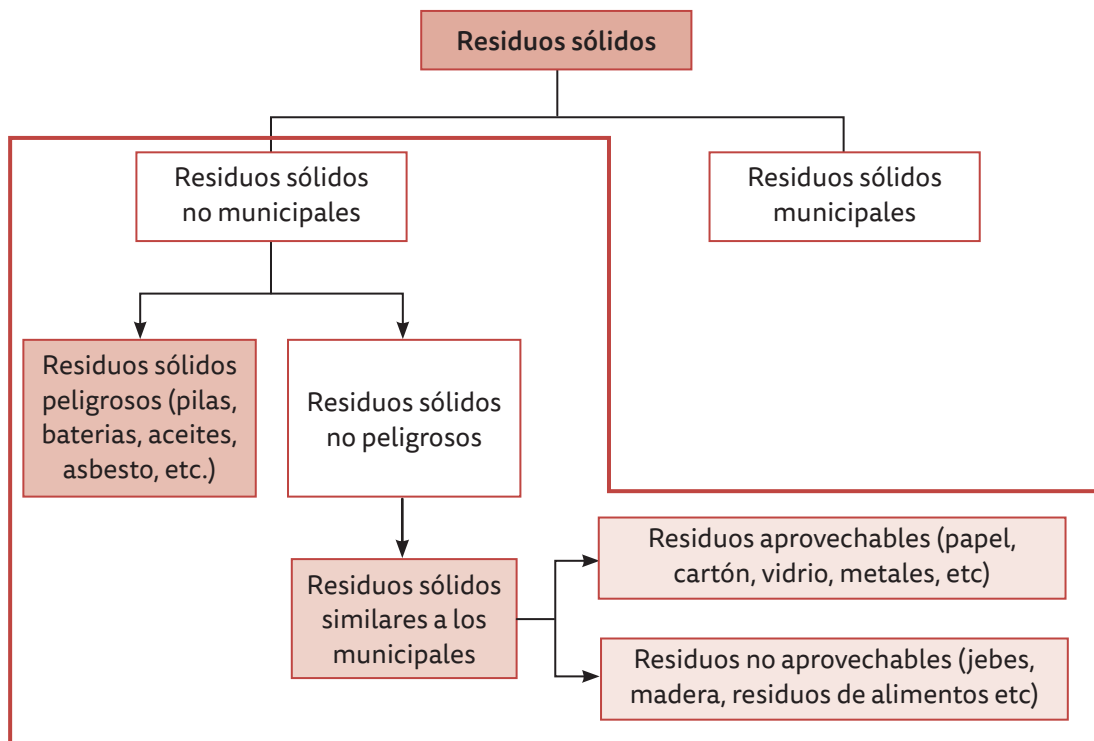 Residuos sólidos
Residuos sólidos
no municipales
Residuos sólidos
municipales
Residuos sólidos
peligrosos (pilas,
baterias, aceites,
asbesto, etc.)
Residuos sólidos
no peligrosos
Residuos sólidos
similares a los
municipales
Residuos aprovechables (papel,
cartón, vidrio, metales, etc)
Residuos no aprovechables (jebes,
madera, residuos de alimentos etc)